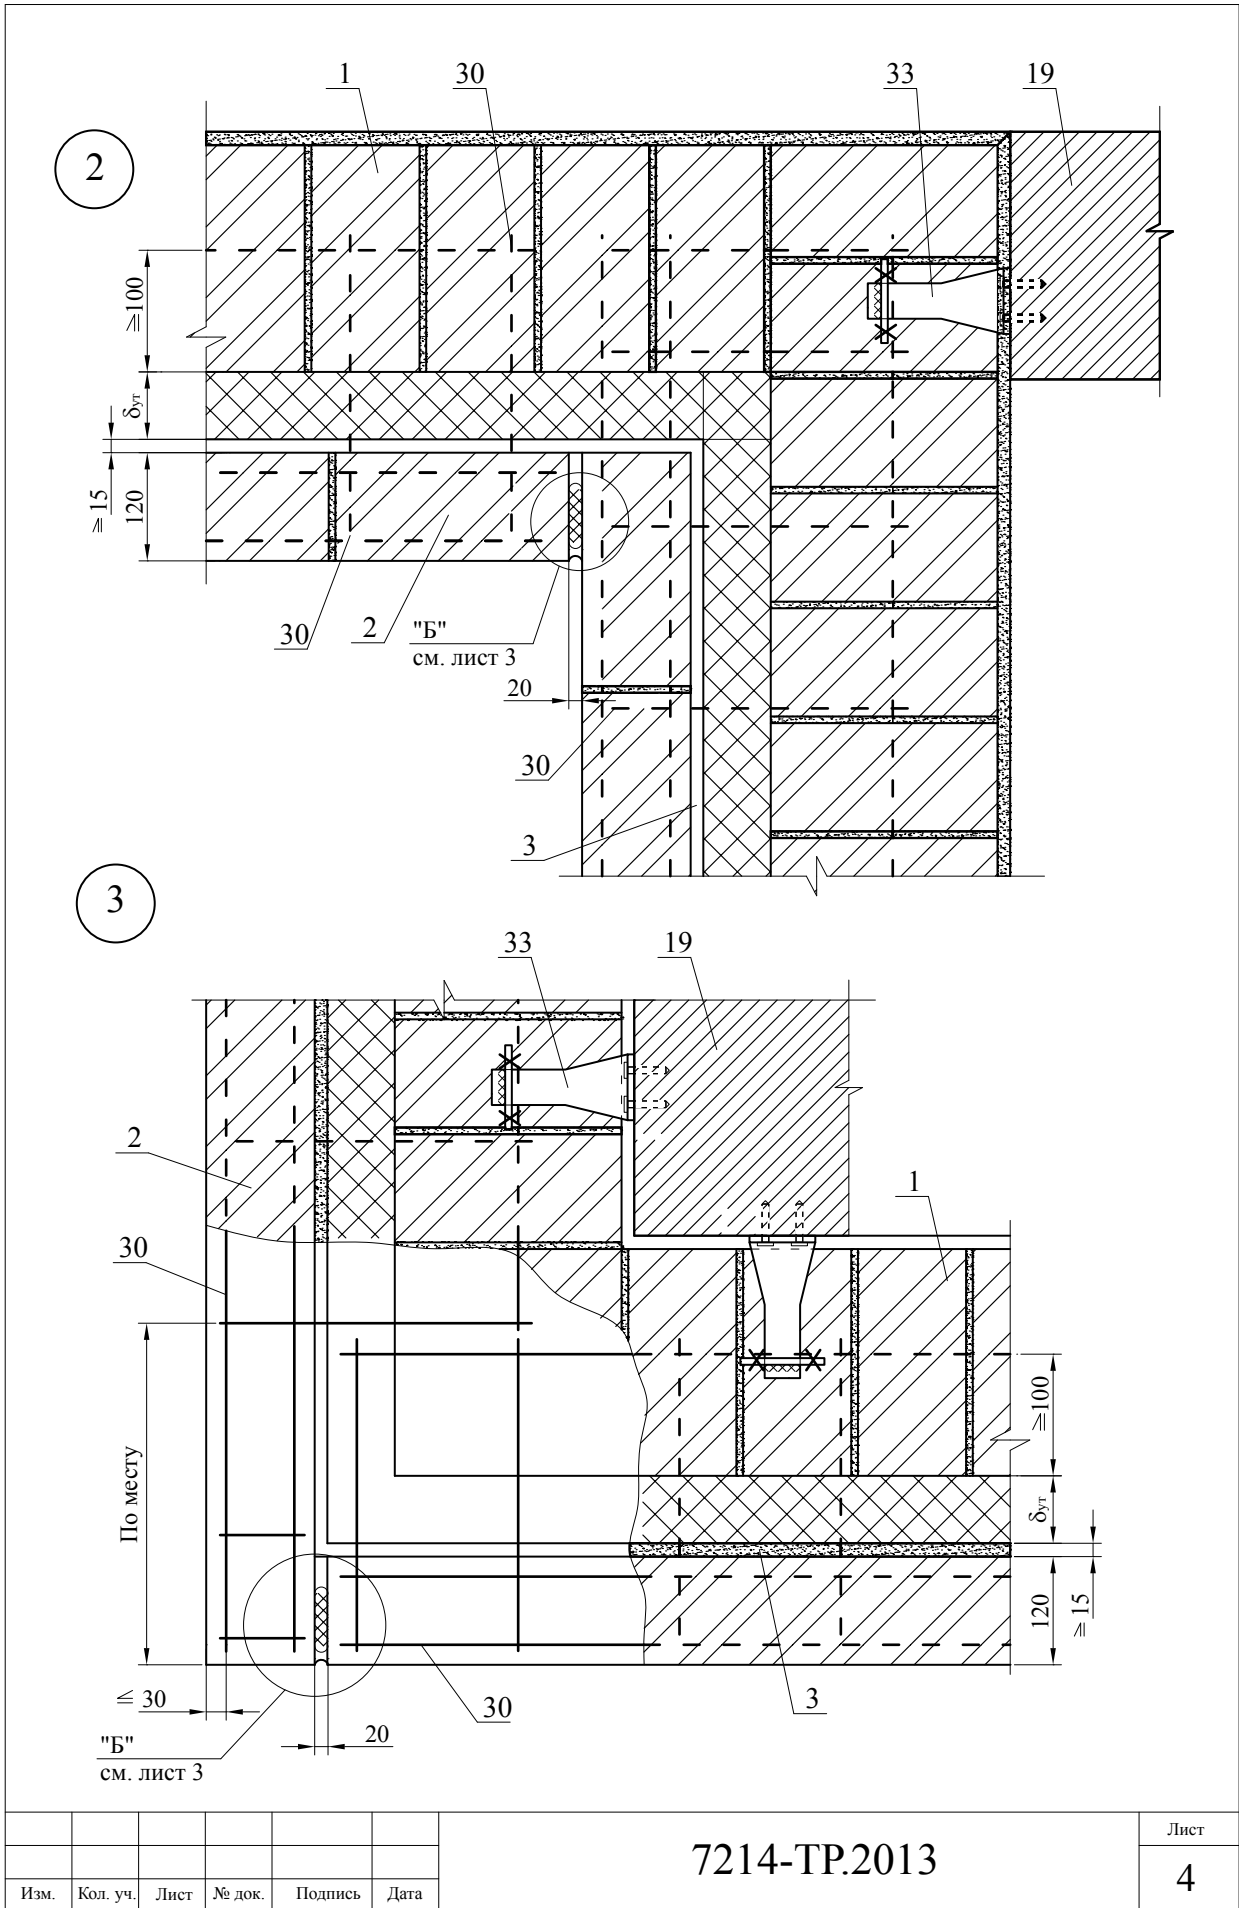 1
30
33
19
2
≥100
δут
≥15
120
30
2
"Б"
см. лист 3
20
30
3
3
33
19
2
1
30
По месту
≥100
δут
120
≥15
≤ 30
30
3
20
"Б"
см. лист 3
7214-ТР.2013
Лист
4
Изм.
Кол. уч.
Лист
№ док.
Подпись
Дата